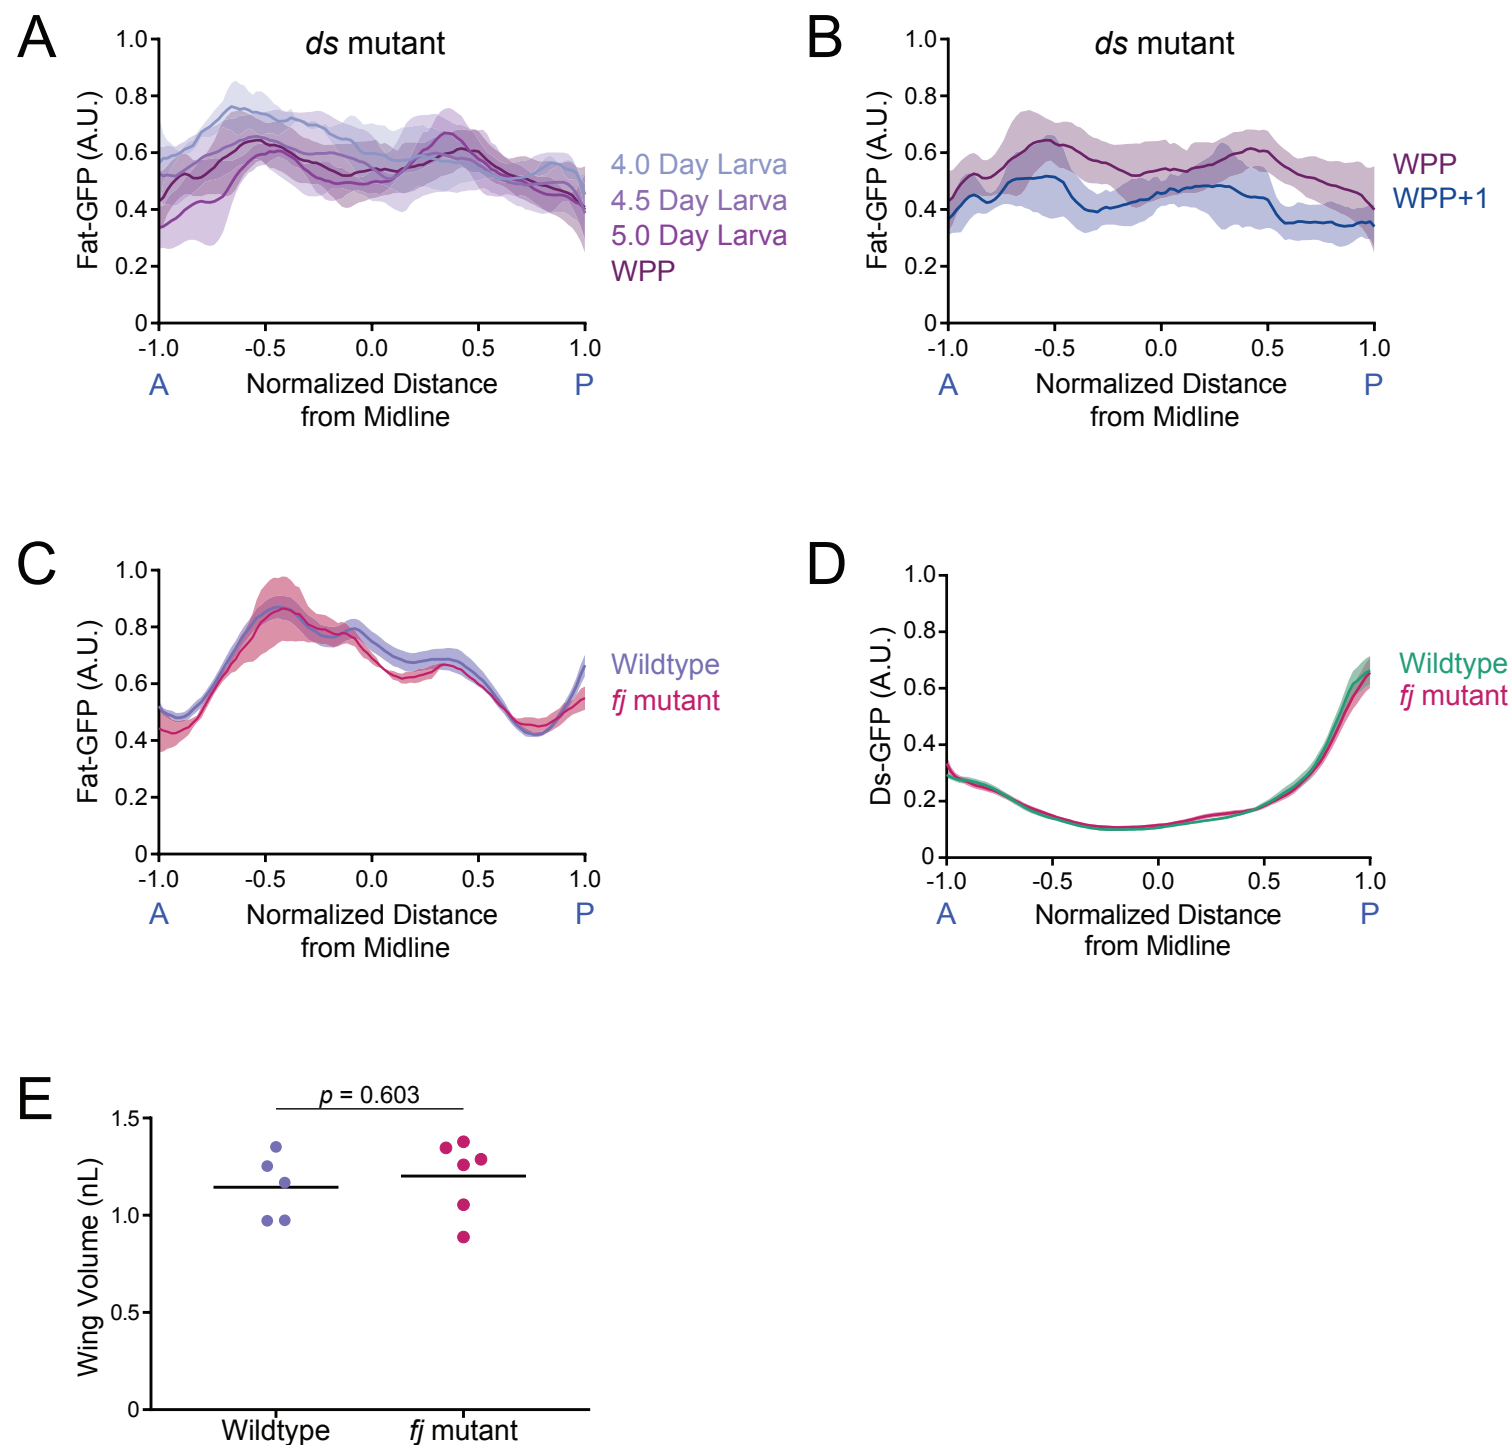 A
ds mutant
Fat-GFP (A.U.)
1.0
0.8
0.6
0.4
0.2
0
-1.0 -0.5 0.0 0.5 1.0
A P
Normalized Distance
from Midline
4.0 Day Larva
4.5 Day Larva
5.0 Day Larva
WPP
B
ds mutant
Fat-GFP (A.U.)
1.0
0.8
0.6
0.4
0.2
0
-1.0 -0.5 0.0 0.5 1.0
A P
Normalized Distance
from Midline
WPP
WPP+1
C
Fat-GFP (A.U.)
1.0
0.8
0.6
0.4
0.2
0
-1.0 -0.5 0.0 0.5 1.0
A P
Normalized Distance
from Midline
Wildtype
fj mutant
D
Ds-GFP (A.U.)
1.0
0.8
0.6
0.4
0.2
0
-1.0 -0.5 0.0 0.5 1.0
A P
Normalized Distance
from Midline
Wildtype
fj mutant
E
p = 0.603
Wing Volume (nL)
1.5
1.0
0.5
0
Wildtype fj mutant